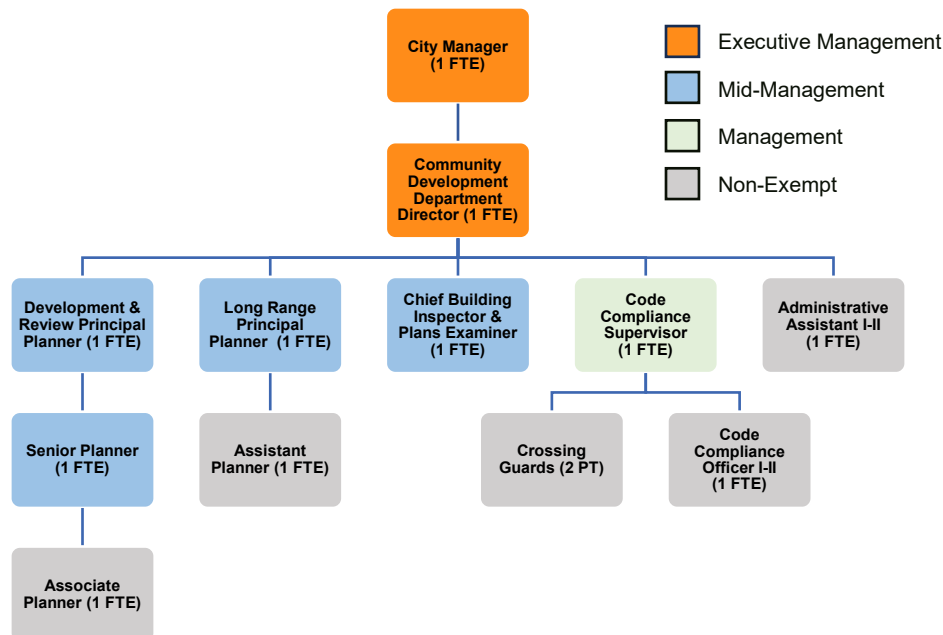 City Manager
(1 FTE)
Executive Management
Mid-Management
Management
Non-Exempt
Community
Development
Department
Director (1 FTE)
Development &
Review Principal
Planner (1 FTE)
Long Range
Principal
Planner (1 FTE)
Chief Building
Inspector &
Plans Examiner
(1 FTE)
Code
Compliance
Supervisor
(1 FTE)
Administrative
Assistant I-II
(1 FTE)
Senior Planner
(1 FTE)
Assistant
Planner (1 FTE)
Crossing
Guards (2 PT)
Code
Compliance
Officer I-II
(1 FTE)
Associate
Planner (1 FTE)